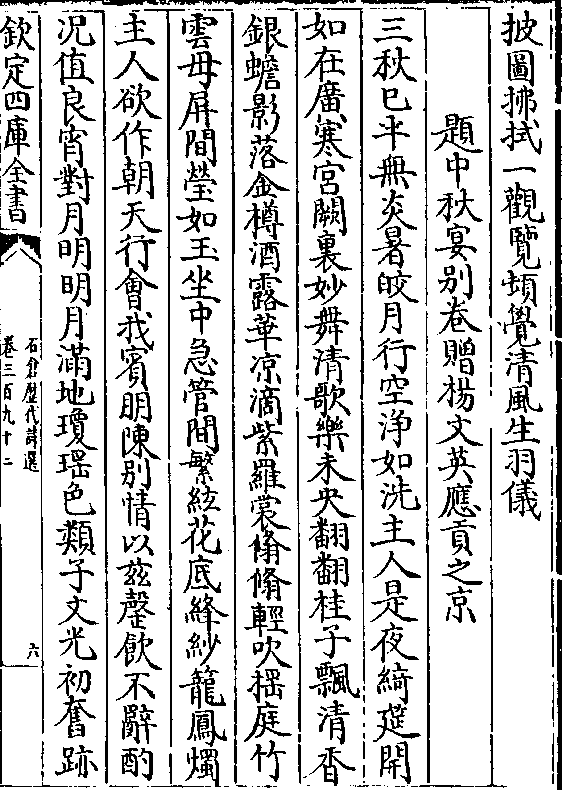 披圖拂拭一觀覽頓覺清風生羽儀
題中秋宴别卷贈楊文英應貢之京
三秋巳半無炎暑皎月行空浄如洗主人是夜綺筵開
如在廣寒宫闕裏妙舞清歌樂未央翻翻桂子飄清香
銀蟾影落金樽酒露華凉滴紫羅裳翛翛輕吹揺庭竹
雲母屏間瑩如玉坐中急管間繁絃花底絳紗籠鳳燭
主人欲作朝天行會我賓朋陳别情以兹罄飲不辭酌
况值良宵對月明明月滿地瓊瑶色類子文光初奮跡
欽定四庫全書
石倉歴代詩選
卷三百九十二
六